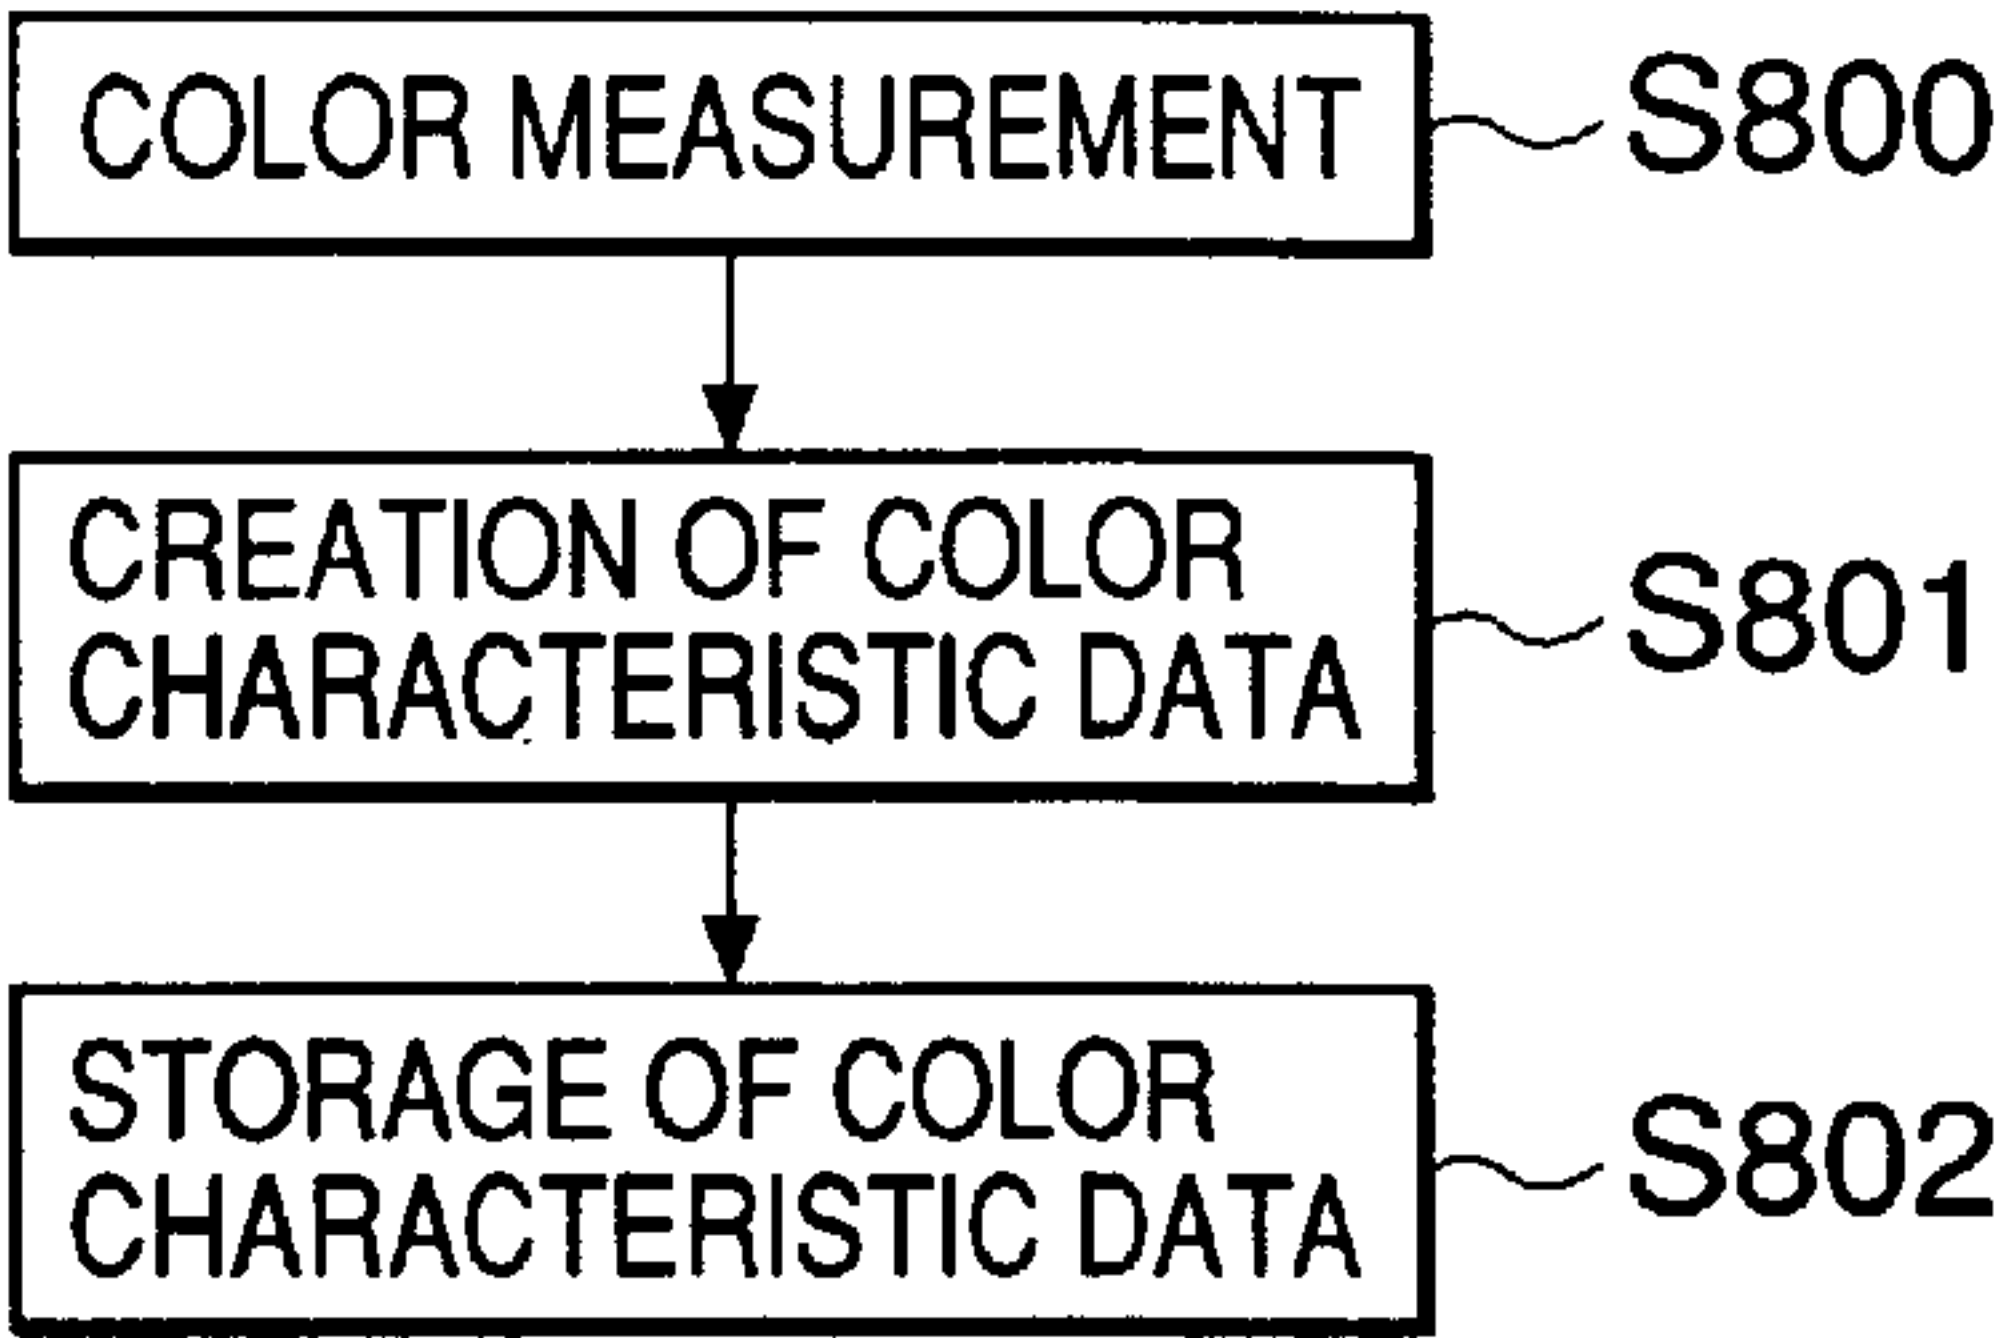 COLOR MEASUREMENT
S800
CREATION OF COLOR
CHARACTERISTIC DATA
S801
STORAGE OF COLOR
CHARACTERISTIC DATA
S802